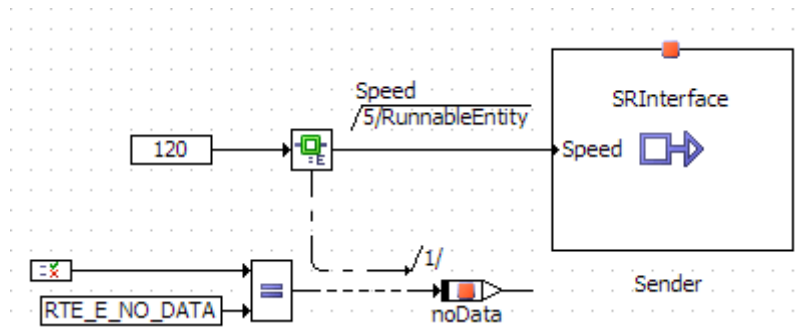 Speed
/5/RunnableEntity
SRInterface
120
Speed
E
/1/
=
RTE_E_NO_DATA
noData
Sender